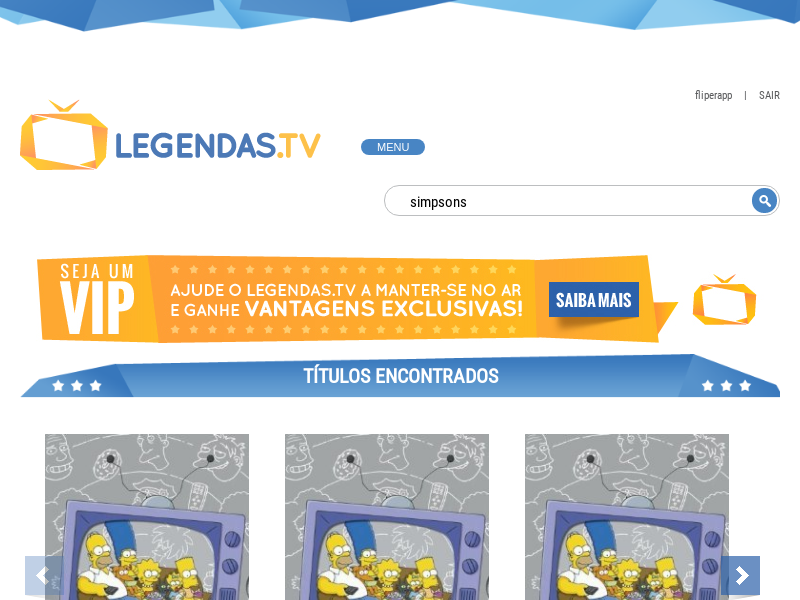 fliperapp | SAIR
LEGENDAS.TV
MENU
simpsons
SEJA UM
VIP
AJUDE O LEGENDAS.TV A MANTER-SE NO AR
E GANHE VANTAGENS EXCLUSIVAS!
SAIBA MAIS
TÍTULOS ENCONTRADOS